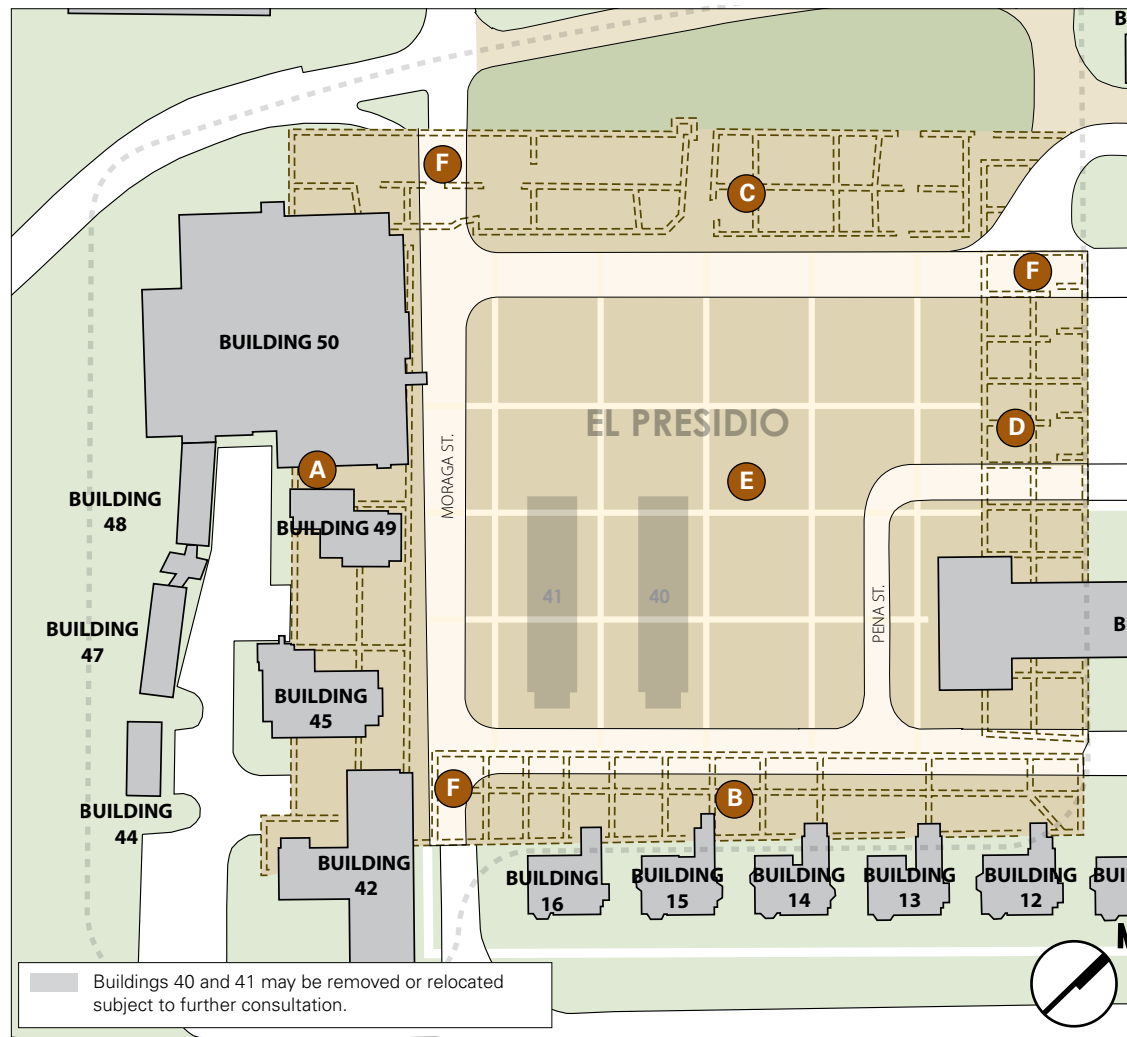 B
F
C
F
BUILDING 50
EL PRESIDIO
D
A
E
MORAGA ST.
BUILDING
48
BUILDING 49
41
40
PENA ST.
BUILDING
47
B
BUILDING
45
F
B
BUILDING
44
BUILDING
42
BUILDING
16
BUILDING
15
BUILDING
14
BUILDING
13
BUILDING
12
BUI
M
Buildings 40 and 41 may be removed or relocated
subject to further consultation.